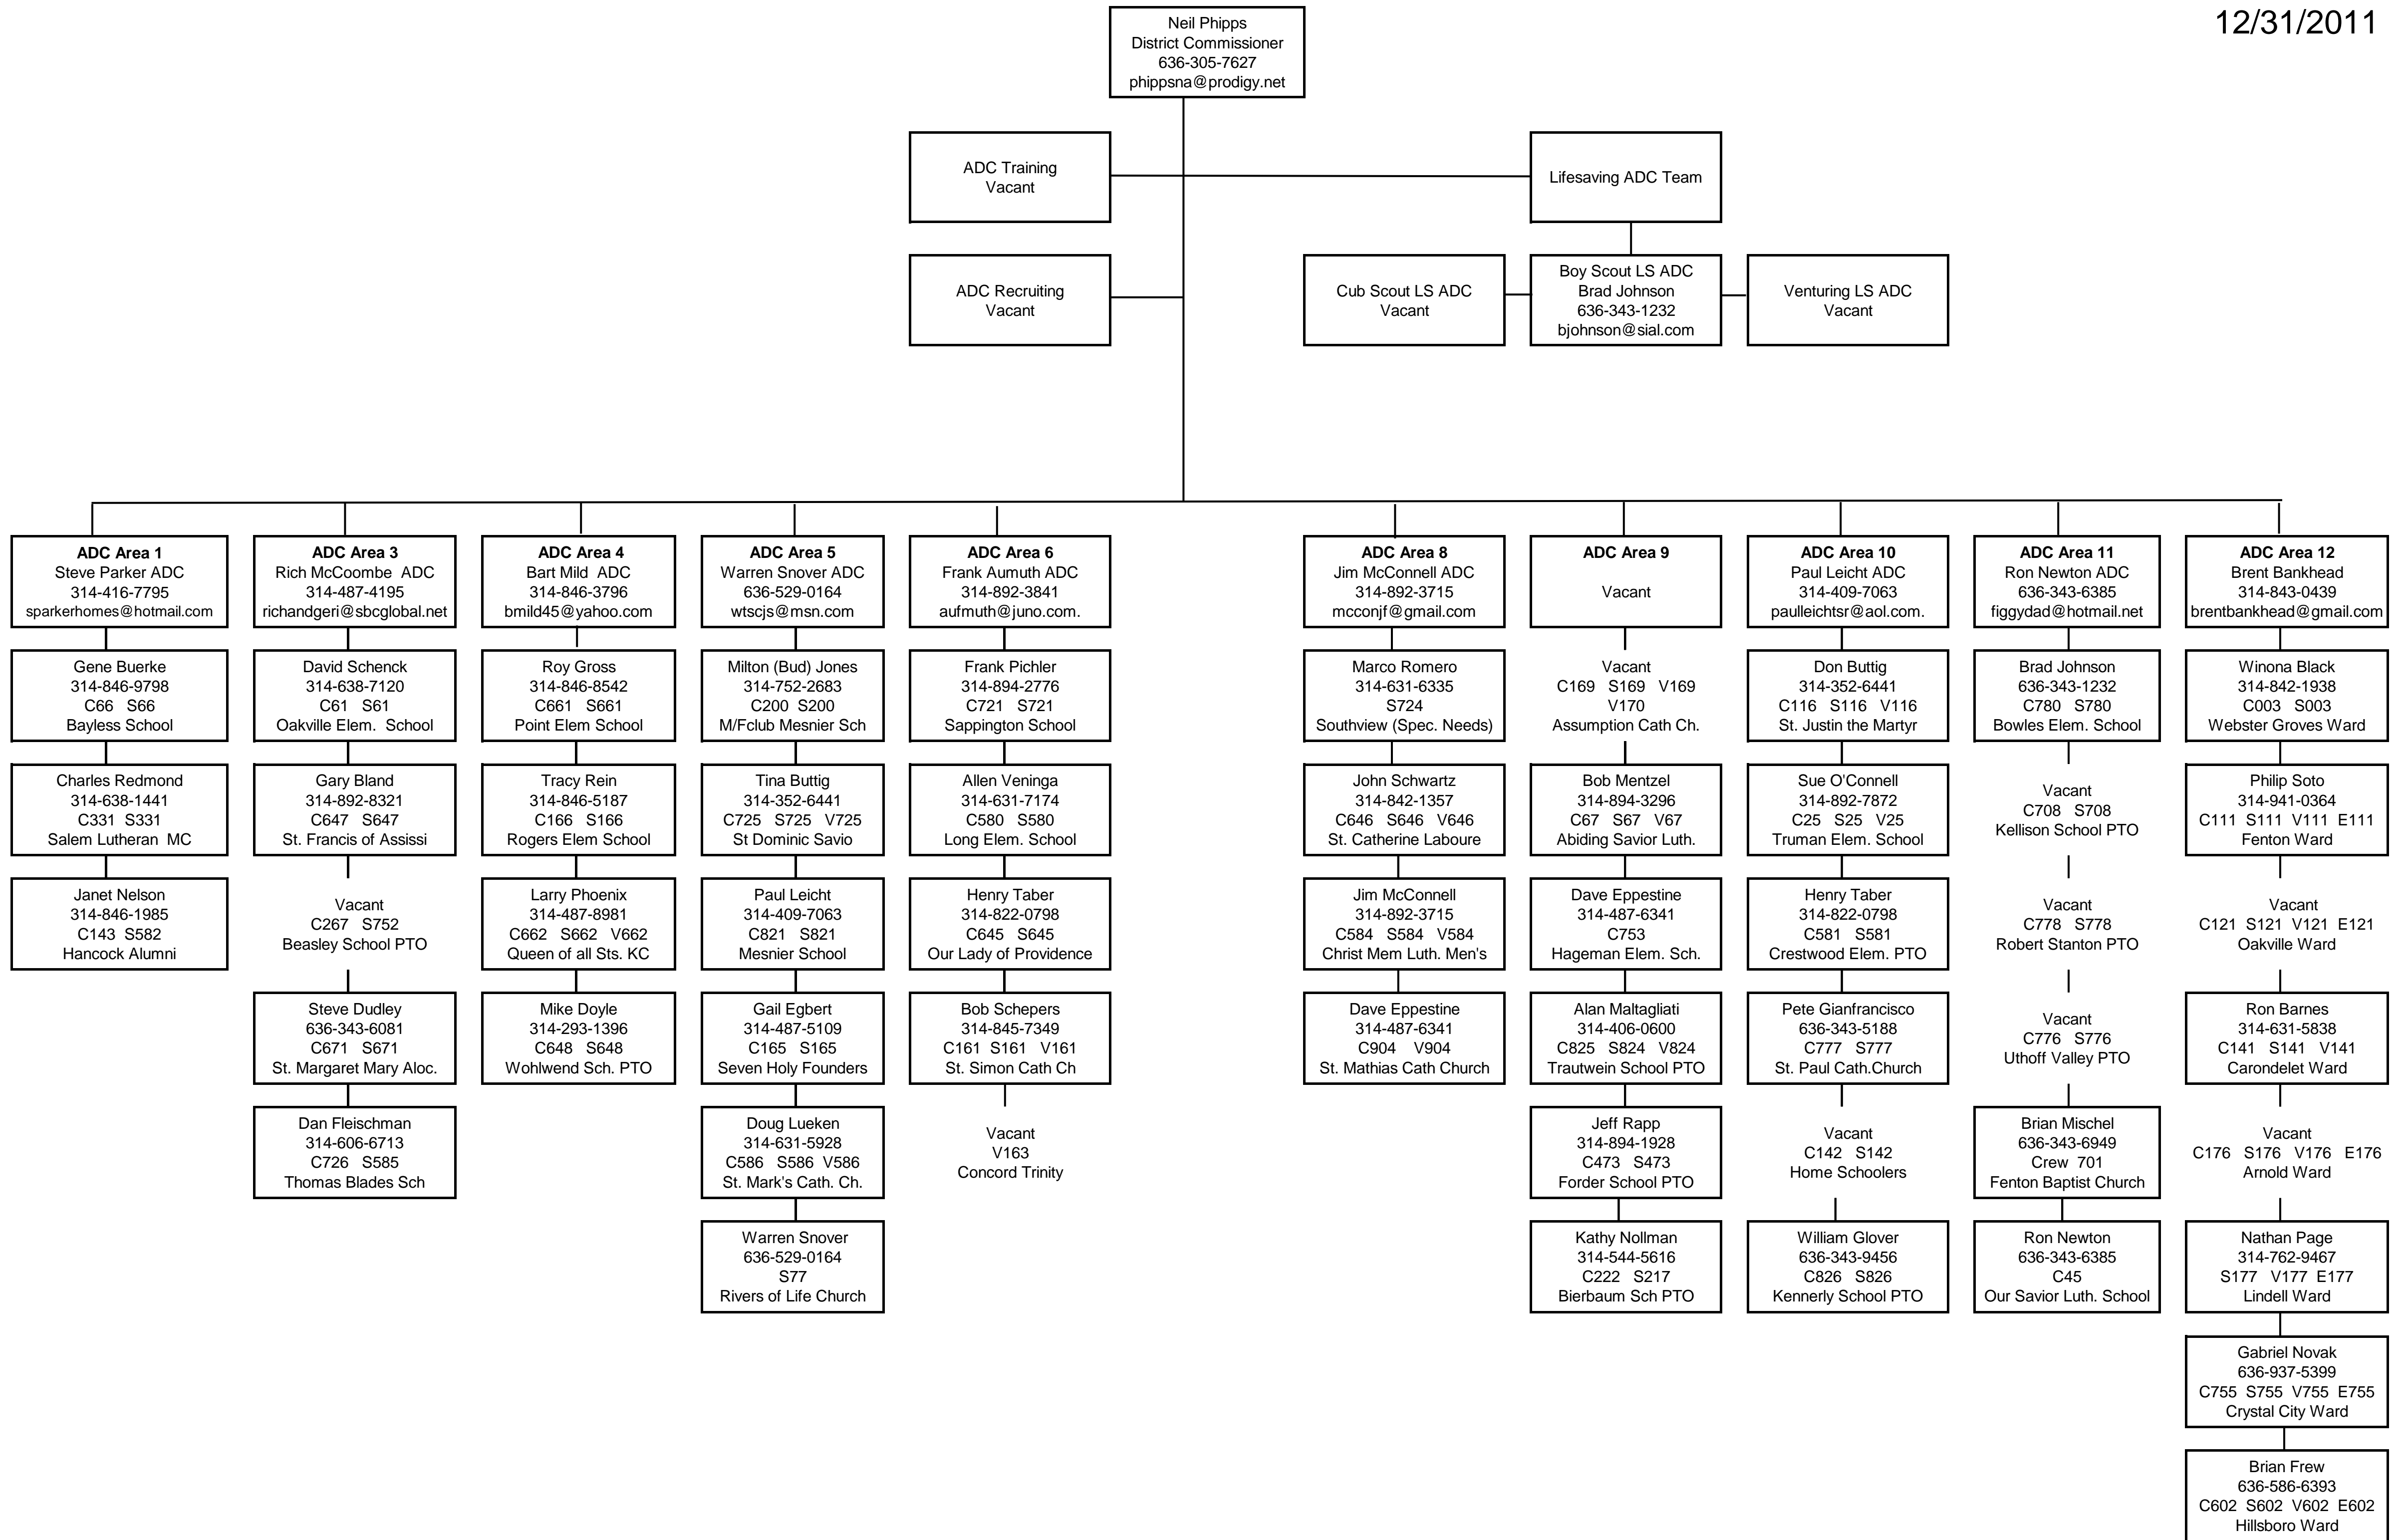 12/31/2011
Neil Phipps
District Commissioner
636-305-7627
phippsna@prodigy.net
ADC Training
Vacant
Lifesaving ADC Team
ADC Recruiting
Vacant
Cub Scout LS ADC
Vacant
Boy Scout LS ADC
Brad Johnson
636-343-1232
bjohnson@sial.com
Venturing LS ADC
Vacant
ADC Area 1
Steve Parker ADC
314-416-7795
sparkerhomes@hotmail.com
Gene Buerke
314-846-9798
C66 S66
Bayless School
Charles Redmond
314-638-1441
C331 S331
Salem Lutheran MC
Janet Nelson
314-846-1985
C143 S582
Hancock Alumni
ADC Area 3
Rich McCoombe ADC
314-487-4195
richandgeri@sbcglobal.net
David Schenck
314-638-7120
C61 S61
Oakville Elem. School
Gary Bland
314-892-8321
C647 S647
St. Francis of Assissi
Vacant
C267 S752
Beasley School PTO
Steve Dudley
636-343-6081
C671 S671
St. Margaret Mary Aloc.
Dan Fleischman
314-606-6713
C726 S585
Thomas Blades Sch
ADC Area 4
Bart Mild ADC
314-846-3796
bmild45@yahoo.com
Roy Gross
314-846-8542
C661 S661
Point Elem School
Tracy Rein
314-846-5187
C166 S166
Rogers Elem School
Larry Phoenix
314-487-8981
C662 S662 V662
Queen of all Sts. KC
Mike Doyle
314-293-1396
C648 S648
Wohlwend Sch. PTO
ADC Area 5
Warren Snover ADC
636-529-0164
wtscjs@msn.com
Milton (Bud) Jones
314-752-2683
C200 S200
M/Fclub Mesnier Sch
Tina Buttig
314-352-6441
C725 S725 V725
St Dominic Savio
Paul Leicht
314-409-7063
C821 S821
Mesnier School
Gail Egbert
314-487-5109
C165 S165
Seven Holy Founders
Doug Lueken
314-631-5928
C586 S586 V586
St. Mark's Cath. Ch.
Warren Snover
636-529-0164
S77
Rivers of Life Church
ADC Area 6
Frank Aumuth ADC
314-892-3841
aufmuth@juno.com.
Frank Pichler
314-894-2776
C721 S721
Sappington School
Allen Veninga
314-631-7174
C580 S580
Long Elem. School
Henry Taber
314-822-0798
C645 S645
Our Lady of Providence
Bob Schepers
314-845-7349
C161 S161 V161
St. Simon Cath Ch
Vacant
V163
Concord Trinity
ADC Area 8
Jim McConnell ADC
314-892-3715
mcconjf@gmail.com
Marco Romero
314-631-6335
S724
Southview (Spec. Needs)
John Schwartz
314-842-1357
C646 S646 V646
St. Catherine Laboure
Jim McConnell
314-892-3715
C584 S584 V584
Christ Mem Luth. Men's
Dave Eppestine
314-487-6341
C904 V904
St. Mathias Cath Church
ADC Area 9
Vacant
Vacant
C169 S169 V169
V170
Assumption Cath Ch.
Bob Mentzel
314-894-3296
C67 S67 V67
Abiding Savior Luth.
Dave Eppestine
314-487-6341
C753
Hageman Elem. Sch.
Alan Maltagliati
314-406-0600
C825 S824 V824
Trautwein School PTO
Jeff Rapp
314-894-1928
C473 S473
Forder School PTO
Kathy Nollman
314-544-5616
C222 S217
Bierbaum Sch PTO
ADC Area 10
Paul Leicht ADC
314-409-7063
paulleichtsr@aol.com.
Don Buttig
314-352-6441
C116 S116 V116
St. Justin the Martyr
Sue O'Connell
314-892-7872
C25 S25 V25
Truman Elem. School
Henry Taber
314-822-0798
C581 S581
Crestwood Elem. PTO
Pete Gianfrancisco
636-343-5188
C777 S777
St. Paul Cath.Church
Vacant
C142 S142
Home Schoolers
William Glover
636-343-9456
C826 S826
Kennerly School PTO
ADC Area 11
Ron Newton ADC
636-343-6385
figgydad@hotmail.net
Brad Johnson
636-343-1232
C780 S780
Bowles Elem. School
Vacant
C708 S708
Kellison School PTO
Vacant
C778 S778
Robert Stanton PTO
Vacant
C776 S776
Uthoff Valley PTO
Brian Mischel
636-343-6949
Crew 701
Fenton Baptist Church
Ron Newton
636-343-6385
C45
Our Savior Luth. School
ADC Area 12
Brent Bankhead
314-843-0439
brentbankhead@gmail.com
Winona Black
314-842-1938
C003 S003
Webster Groves Ward
Philip Soto
314-941-0364
C111 S111 V111 E111
Fenton Ward
Vacant
C121 S121 V121 E121
Oakville Ward
Ron Barnes
314-631-5838
C141 S141 V141
Carondelet Ward
Vacant
C176 S176 V176 E176
Arnold Ward
Nathan Page
314-762-9467
S177 V177 E177
Lindell Ward
Gabriel Novak
636-937-5399
C755 S755 V755 E755
Crystal City Ward
Brian Frew
636-586-6393
C602 S602 V602 E602
Hillsboro Ward